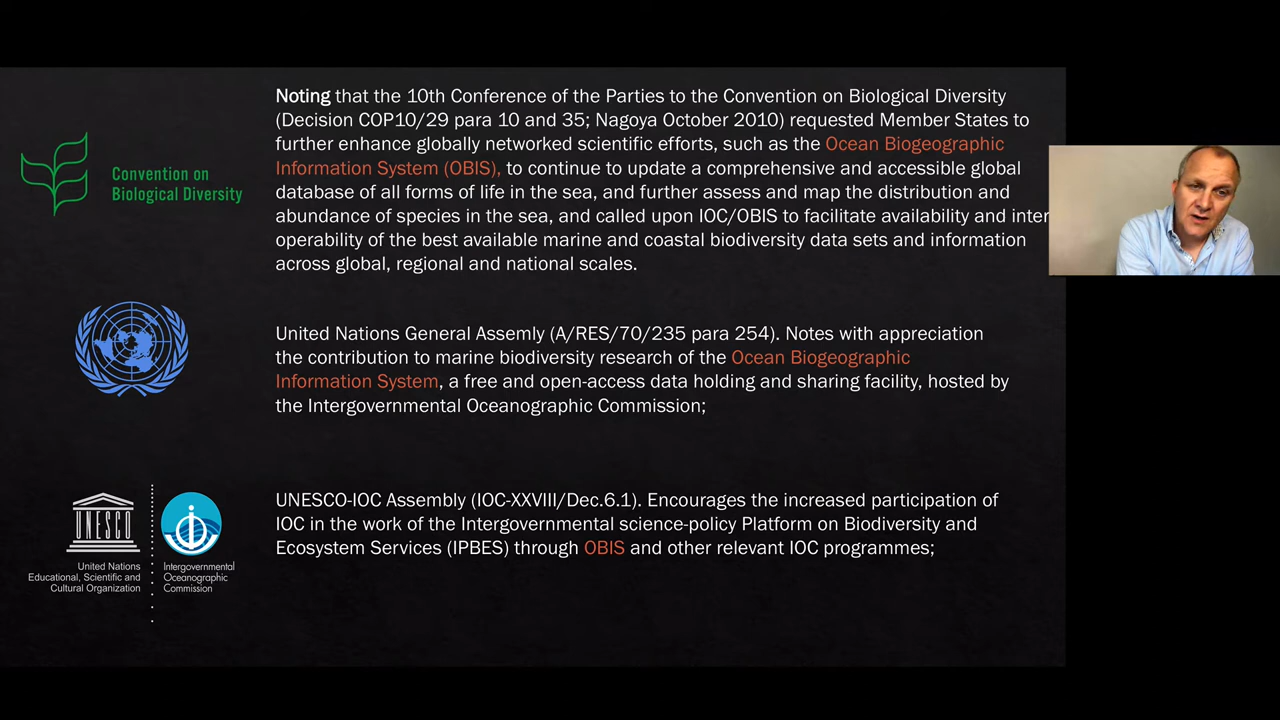 Noting that the 10th Conference of the Parties to the Convention on Biological Diversity
(Decision COP10/29 para 10 and 35; Nagoya October 2010) requested Member States to
further enhance globally networked scientific efforts, such as the Ocean Biogeographic
Information System (OBIS), to continue to update a comprehensive and accessible global
database of all forms of life in the sea, and further assess and map the distribution and
abundance of species in the sea, and called upon IOC/OBIS to facilitate availability and inter
operability of the best available marine and coastal biodiversity data sets and information
across global, regional and national scales.
Convention on
Biological Diversity
United Nations General Assemly (A/RES/70/235 para 254). Notes with appreciation
the contribution to marine biodiversity research of the Ocean Biogeographic
Information System, a free and open-access data holding and sharing facility, hosted by
the Intergovernmental Oceanographic Commission;
UNESCO-IOC Assembly (IOC-XXVIII/Dec.6.1). Encourages the increased participation of
IOC in the work of the Intergovernmental science-policy Platform on Biodiversity and
Ecosystem Services (IPBES) through OBIS and other relevant IOC programmes;
UNESCO
United Nations
Educational, Scientific and
Cultural Organization
Intergovernmental
Oceanographic
Commission